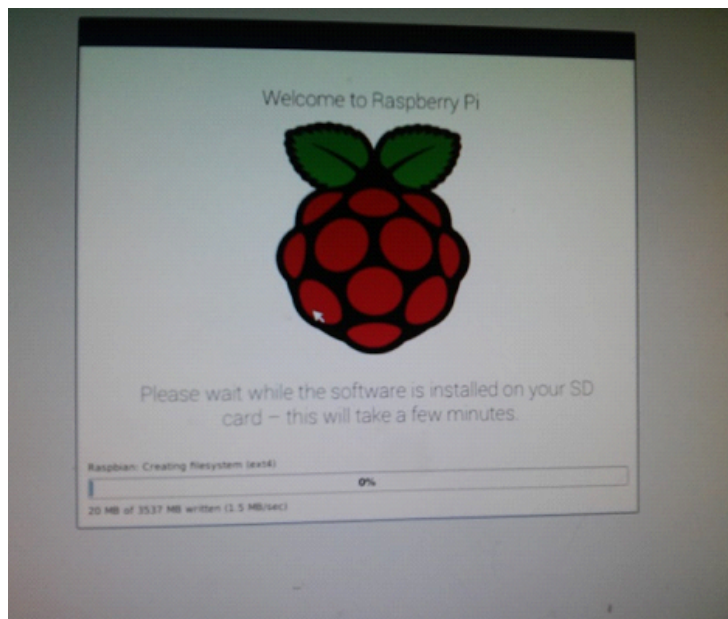 Welcome to Raspberry Pi
Please wait while the software is installed on your SD
card – this will take a few minutes.
Raspbian: Creating filesystem (ext4)
0%
20 MB of 3537 MB written (1.5 MB/sec)